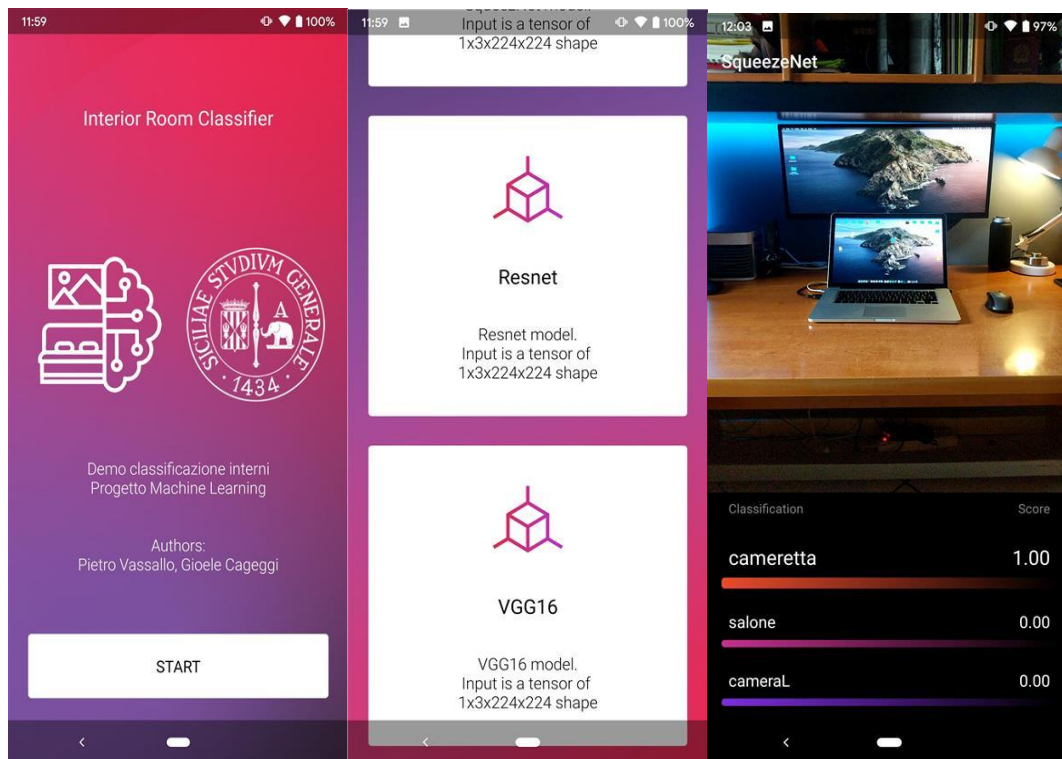 11:59
100%
Interior Room Classifier
SICILIAE STVDIVM GENERALE
A
· 1434 ·
Demo classificazione interni
Progetto Machine Learning
Authors:
Pietro Vassallo, Gioele Cageggi
START
11:59
100%
SqueezeNet model.
Input is a tensor of
1x3x224x224 shape
Resnet
Resnet model.
Input is a tensor of
1x3x224x224 shape
VGG16
VGG16 model.
Input is a tensor of
1x3x224x224 shape
12:03
97%
SqueezeNet
Classification Score
cameretta 1.00
salone 0.00
cameraL 0.00